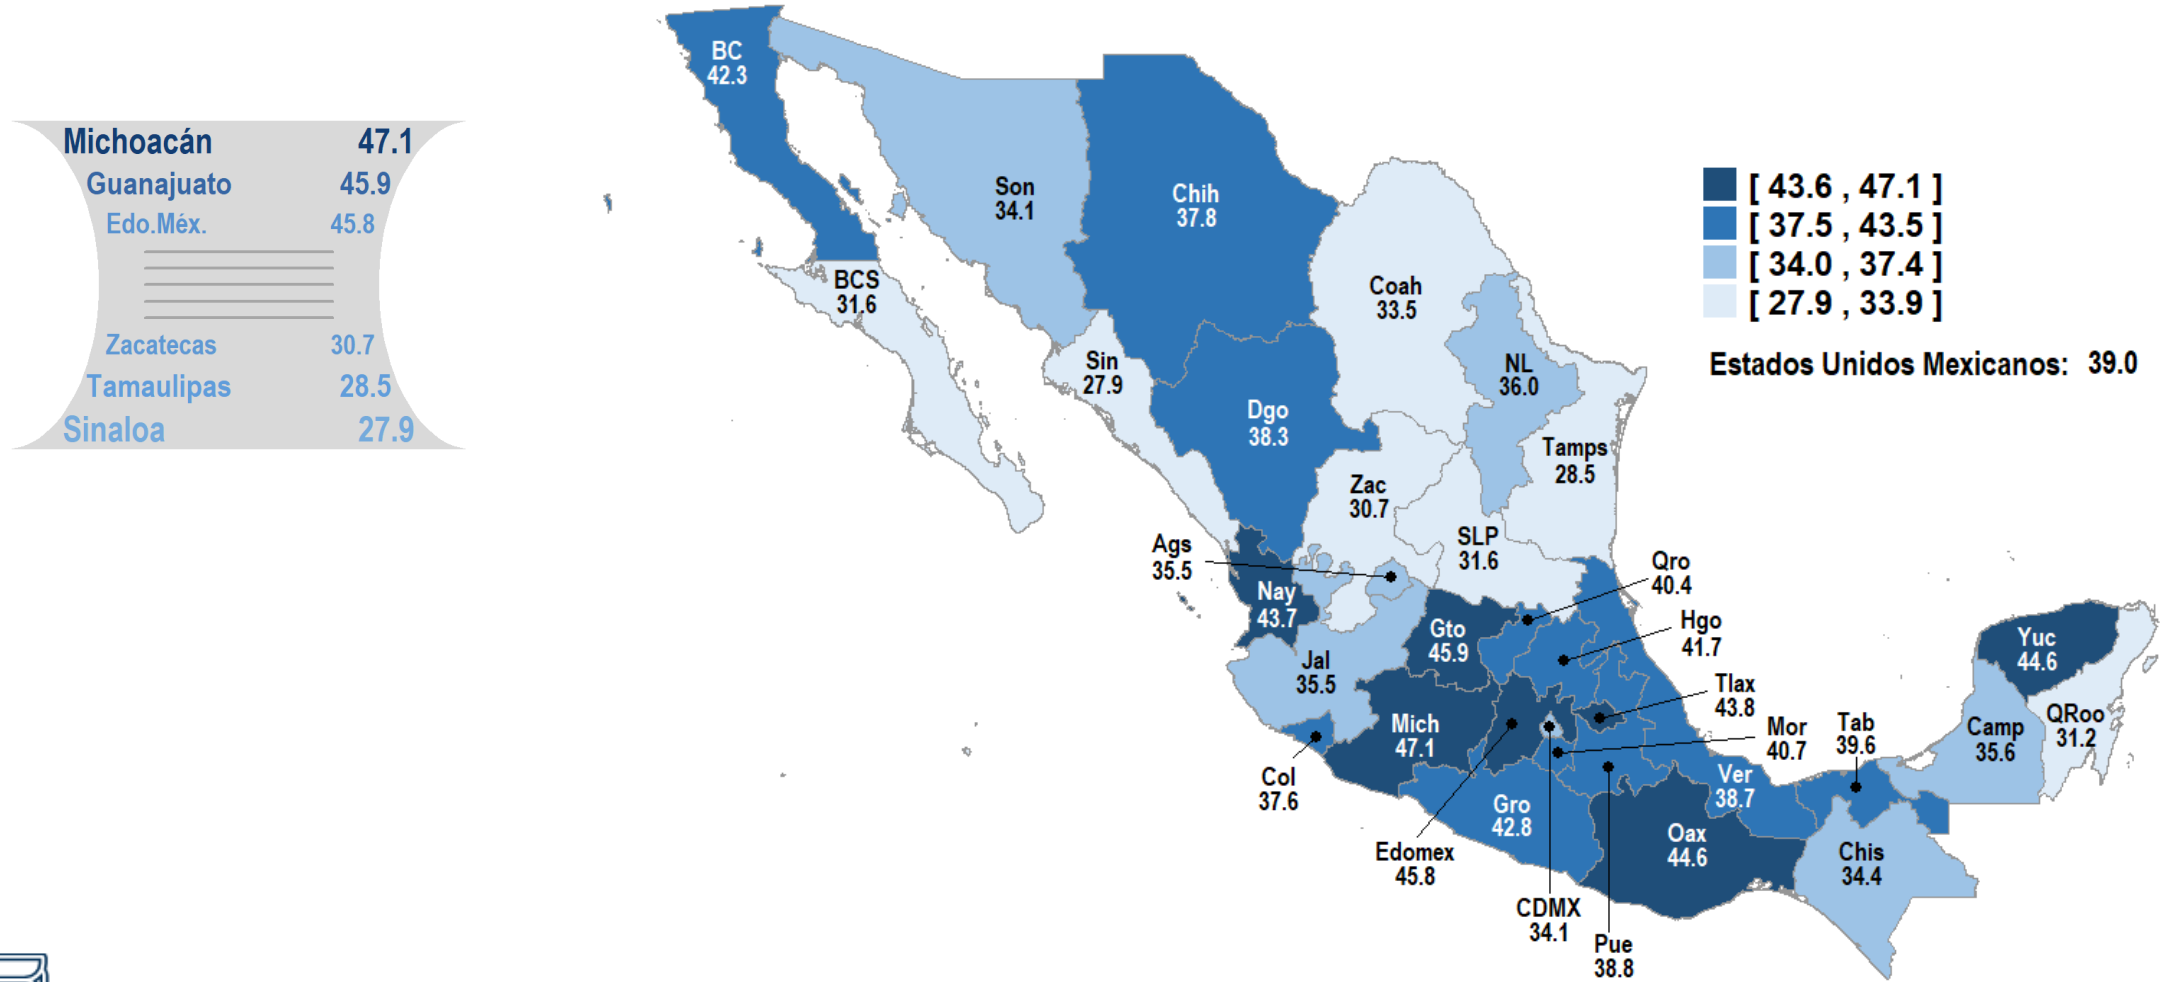 Michoacán 47.1
Guanajuato 45.9
Edo.Méx. 45.8
Zacatecas 30.7
Tamaulipas 28.5
Sinaloa 27.9
BC
42.3
Son
34.1
Chih
37.8
BCS
31.6
Coah
33.5
Sin
27.9
NL
36.0
Dgo
38.3
Tamps
28.5
Zac
30.7
SLP
31.6
Ags
35.5
Nay
43.7
Qro
40.4
Gto
45.9
Hgo
41.7
Jal
35.5
Tlax
43.8
Mich
47.1
Mor
40.7
Tab
39.6
Yuc
44.6
Camp
35.6
QRoo
31.2
Col
37.6
Ver
38.7
Gro
42.8
Oax
44.6
Edomex
45.8
Chis
34.4
CDMX
34.1
Pue
38.8
[ 43.6 , 47.1 ]
[ 37.5 , 43.5 ]
[ 34.0 , 37.4 ]
[ 27.9 , 33.9 ]
Estados Unidos Mexicanos: 39.0